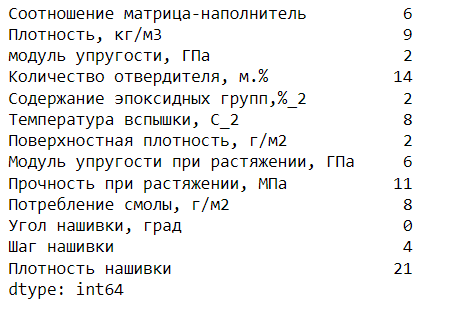 Соотношение матрица-наполнитель 6
Плотность, кг/м3 9
модуль упругости, ГПа 2
Количество отвердителя, м.% 14
Содержание эпоксидных групп,%_2 2
Температура вспышки, С_2 8
Поверхностная плотность, г/м2 2
Модуль упругости при растяжении, ГПа 6
Прочность при растяжении, МПа 11
Потребление смолы, г/м2 8
Угол нашивки, град 0
Шаг нашивки 4
Плотность нашивки 21
dtype: int64